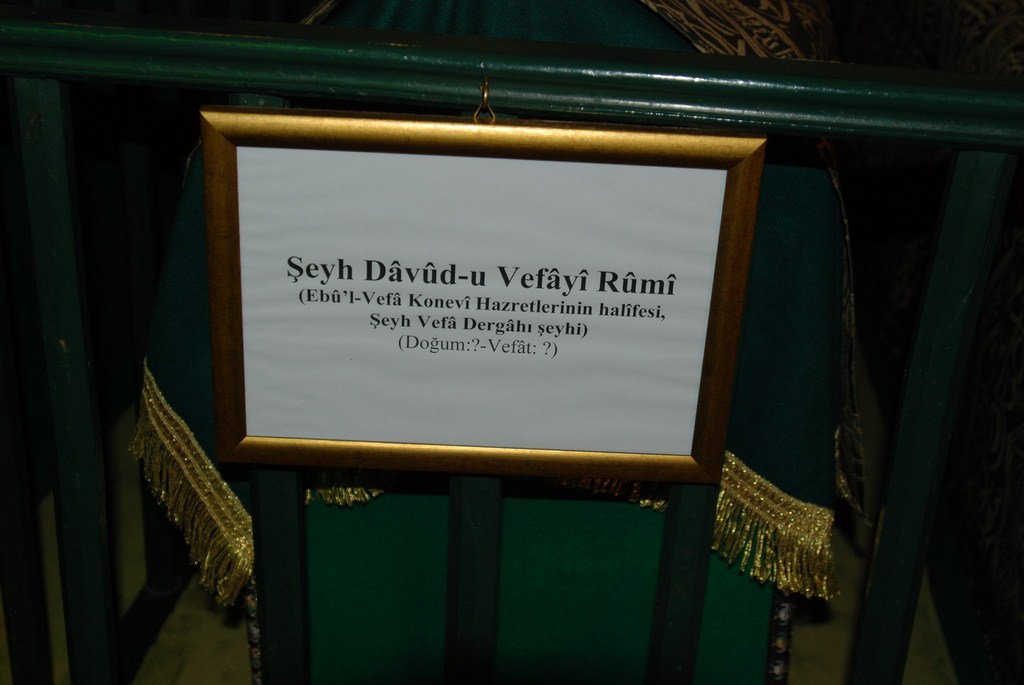 Şeyh Dâvûd-u Vefâyî Rûmî
(Ebû'l-Vefâ Konevî Hazretlerinin halîfesi,
Şeyh Vefâ Dergâhı şeyhi)
(Doğum:?-Vefât: ?)